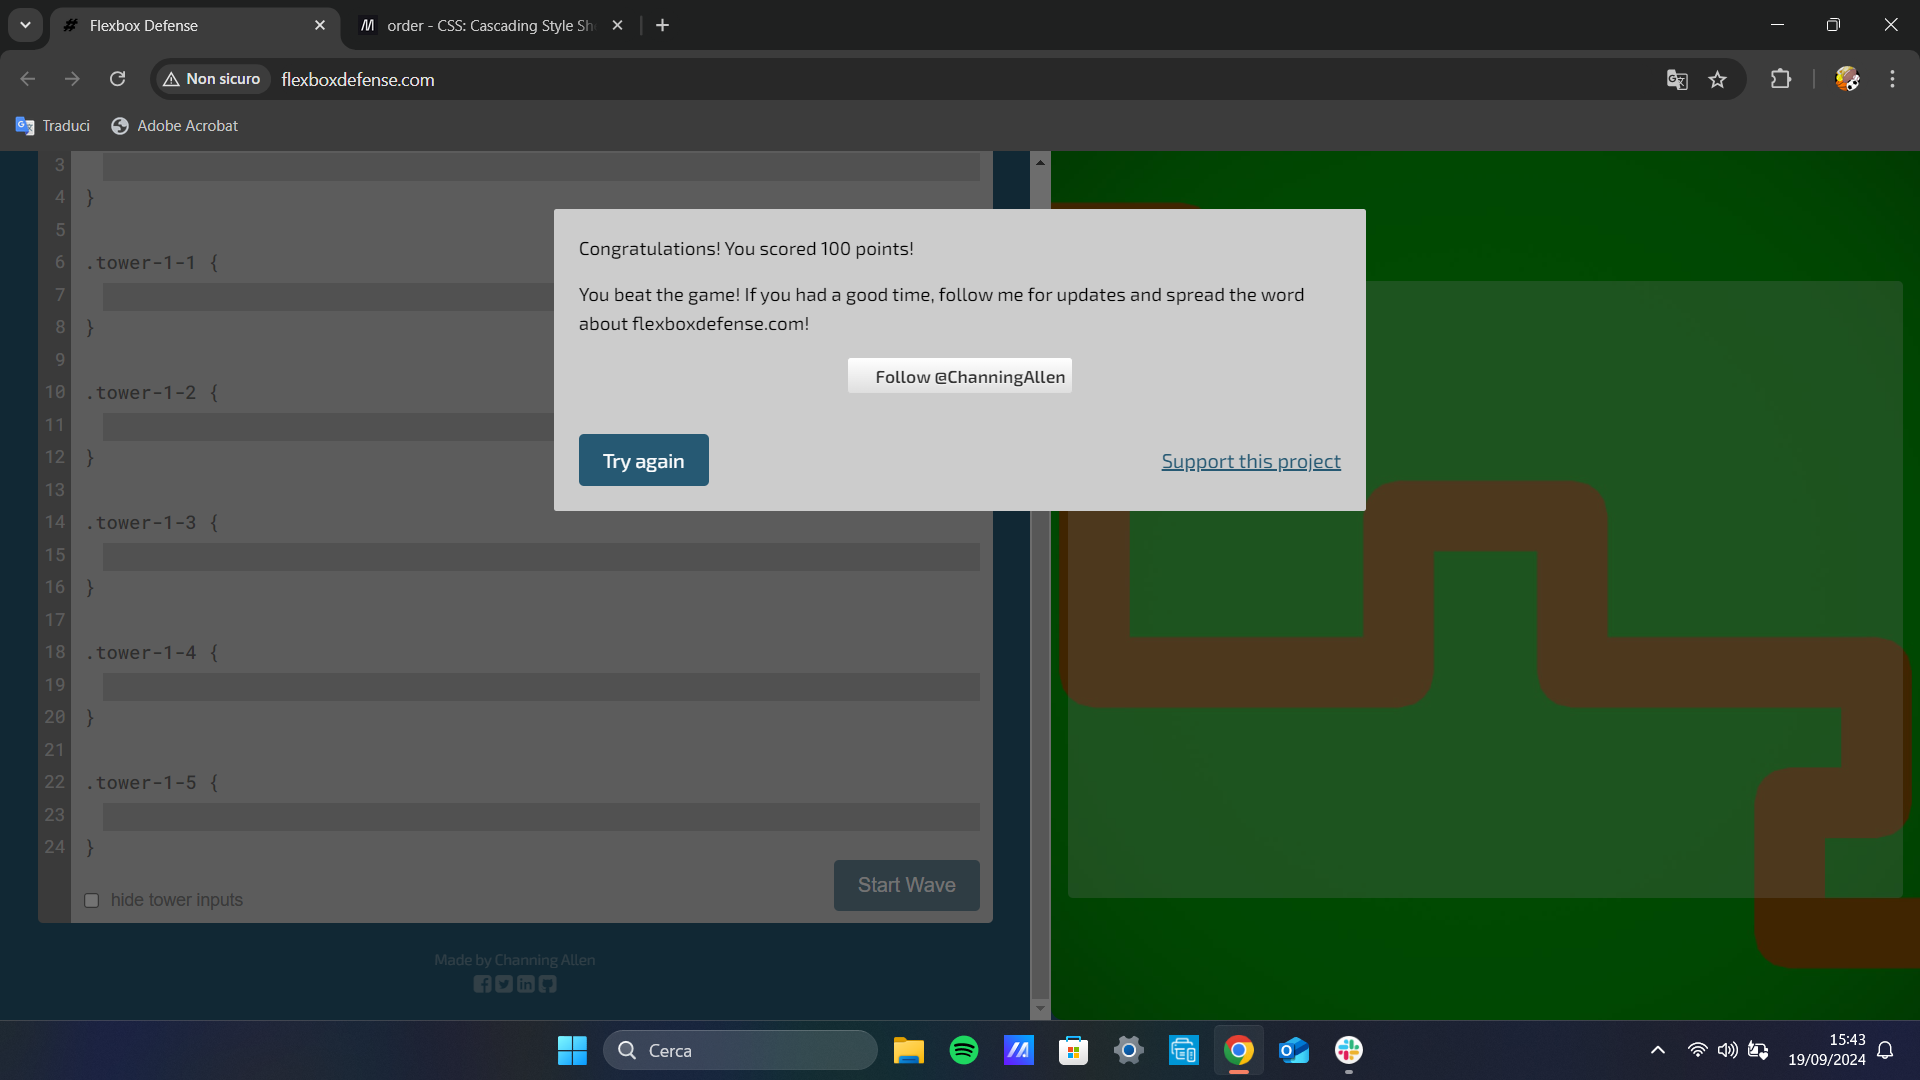 Flexbox Defense
order - CSS: Cascading Style Sh
Non sicuro
flexboxdefense.com
Traduci
Adobe Acrobat
3
4 }
5
6 .tower-1-1 {
7
8 }
9
10 .tower-1-2 {
11
12 }
13
14 .tower-1-3 {
15
16 }
17
18 .tower-1-4 {
19
20 }
21
22 .tower-1-5 {
23
24 }
hide tower inputs
Start Wave
Made by Channing Allen
Congratulations! You scored 100 points!
You beat the game! If you had a good time, follow me for updates and spread the word
about flexboxdefense.com!
Follow @ChanningAllen
Try again
Support this project
Cerca
15:43
19/09/2024